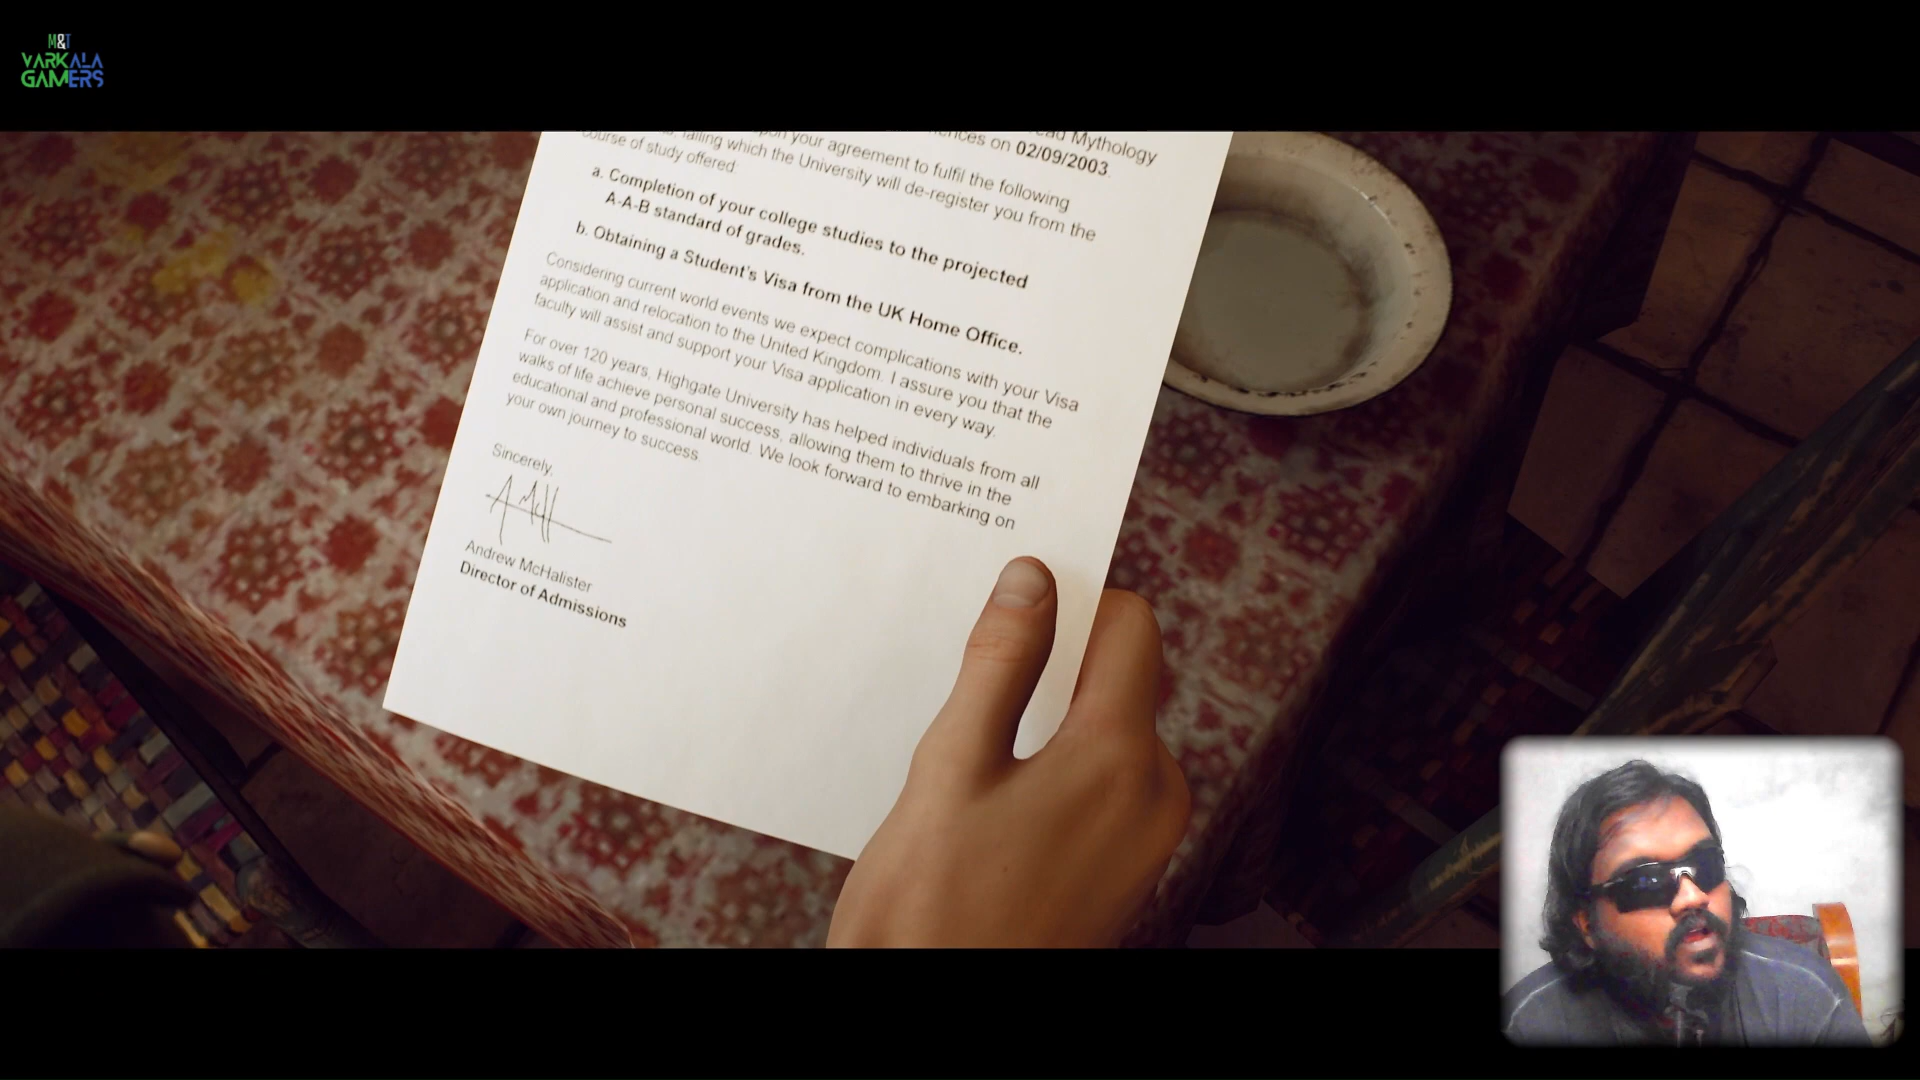 M&T
VARKALA
GAMERS
ead Mythology
your agreement to fulfil the following
ences on 02/09/2003.
failing which the University will de-register you from the
course of study offered:
a. Completion of your college studies to the projected
A-A-B standard of grades.
b. Obtaining a Student's Visa from the UK Home Office.
Considering current world events we expect complications with your Visa
application and relocation to the United Kingdom. I assure you that the
faculty will assist and support your Visa application in every way.
For over 120 years, Highgate University has helped individuals from all
walks of life achieve personal success, allowing them to thrive in the
educational and professional world. We look forward to embarking on
your own journey to success.
Sincerely,
Andrew McHalister
Director of Admissions